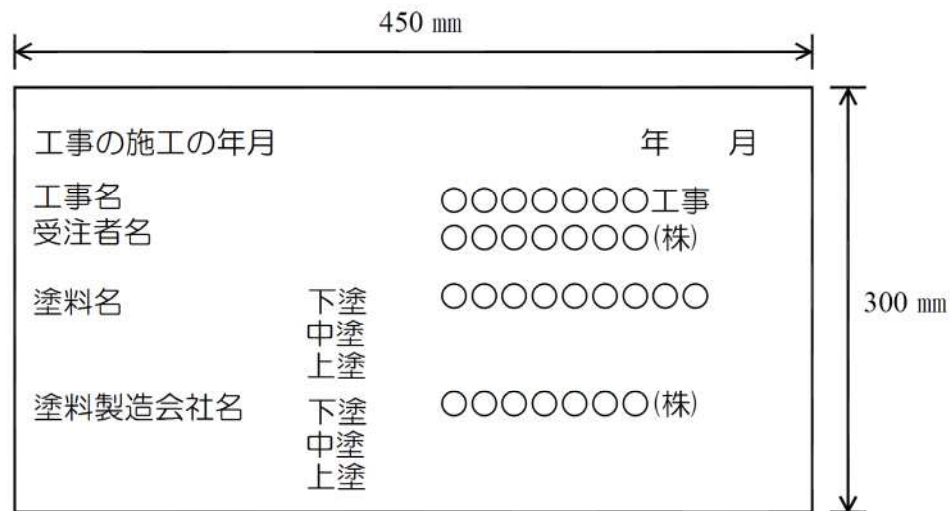 450 mm
工事の施工の年月 年 月
工事名 ○○○○○○○工事
受注者名 ○○○○○○○(株)
塗料名 下塗 ○○○○○○○○○
中塗
上塗
300 mm
塗料製造会社名 下塗 ○○○○○○○(株)
中塗
上塗